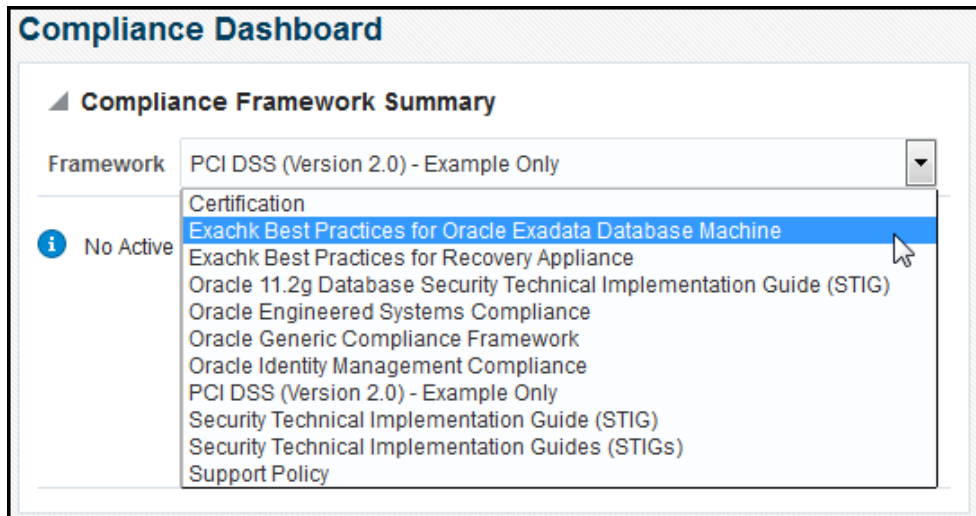 Compliance Dashboard
Compliance Framework Summary
Framework PCI DSS (Version 2.0) - Example Only
Certification
Exachk Best Practices for Oracle Exadata Database Machine
No Active
Exachk Best Practices for Recovery Appliance
Oracle 11.2g Database Security Technical Implementation Guide (STIG)
Oracle Engineered Systems Compliance
Oracle Generic Compliance Framework
Oracle Identity Management Compliance
PCI DSS (Version 2.0) - Example Only
Security Technical Implementation Guide (STIG)
Security Technical Implementation Guides (STIGs)
Support Policy